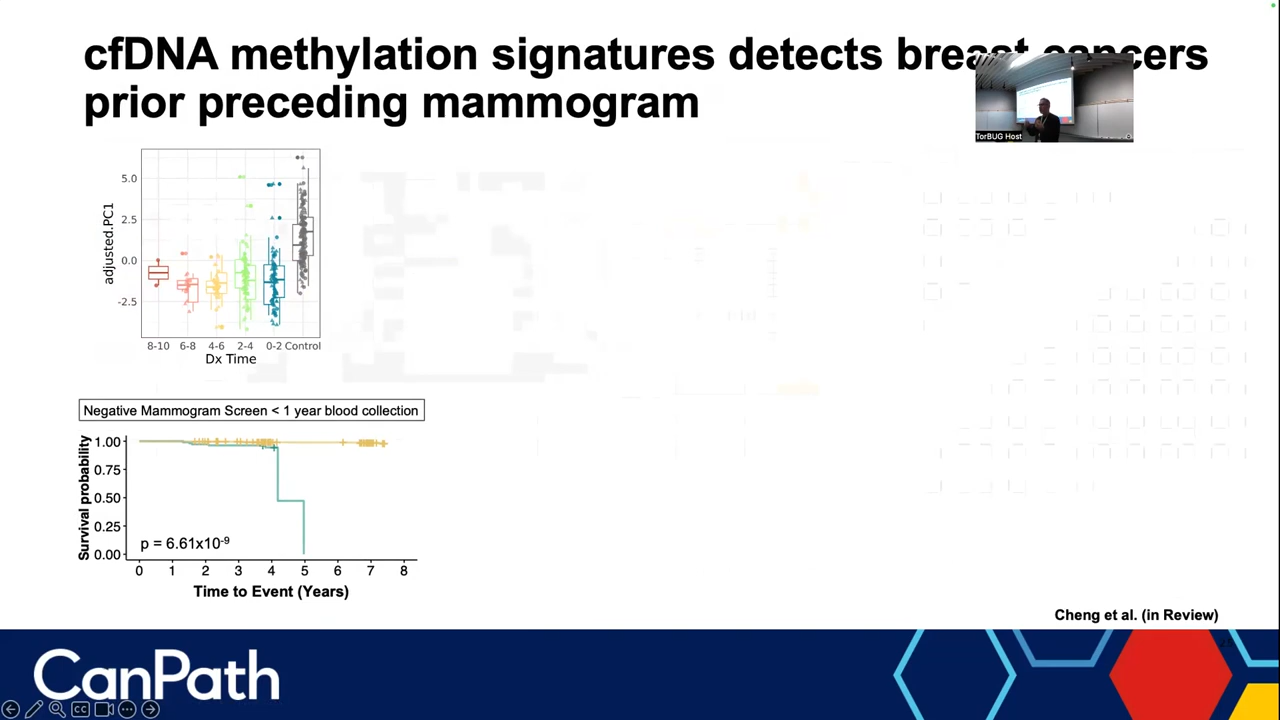 cfDNA methylation signatures detects breast cancers
prior preceding mammogram
TorBUG Host
5.0
2.5
0.0
-2.5
adjusted.PC1
8-10 6-8 4-6 2-4 0-2 Control
Dx Time
Negative Mammogram Screen < 1 year blood collection
1.00
0.75
0.50
0.25
0.00
Survival probability
p = 6.61x10⁻⁹
0 1 2 3 4 5 6 7 8
Time to Event (Years)
Cheng et al. (in Review)
CanPath
CC